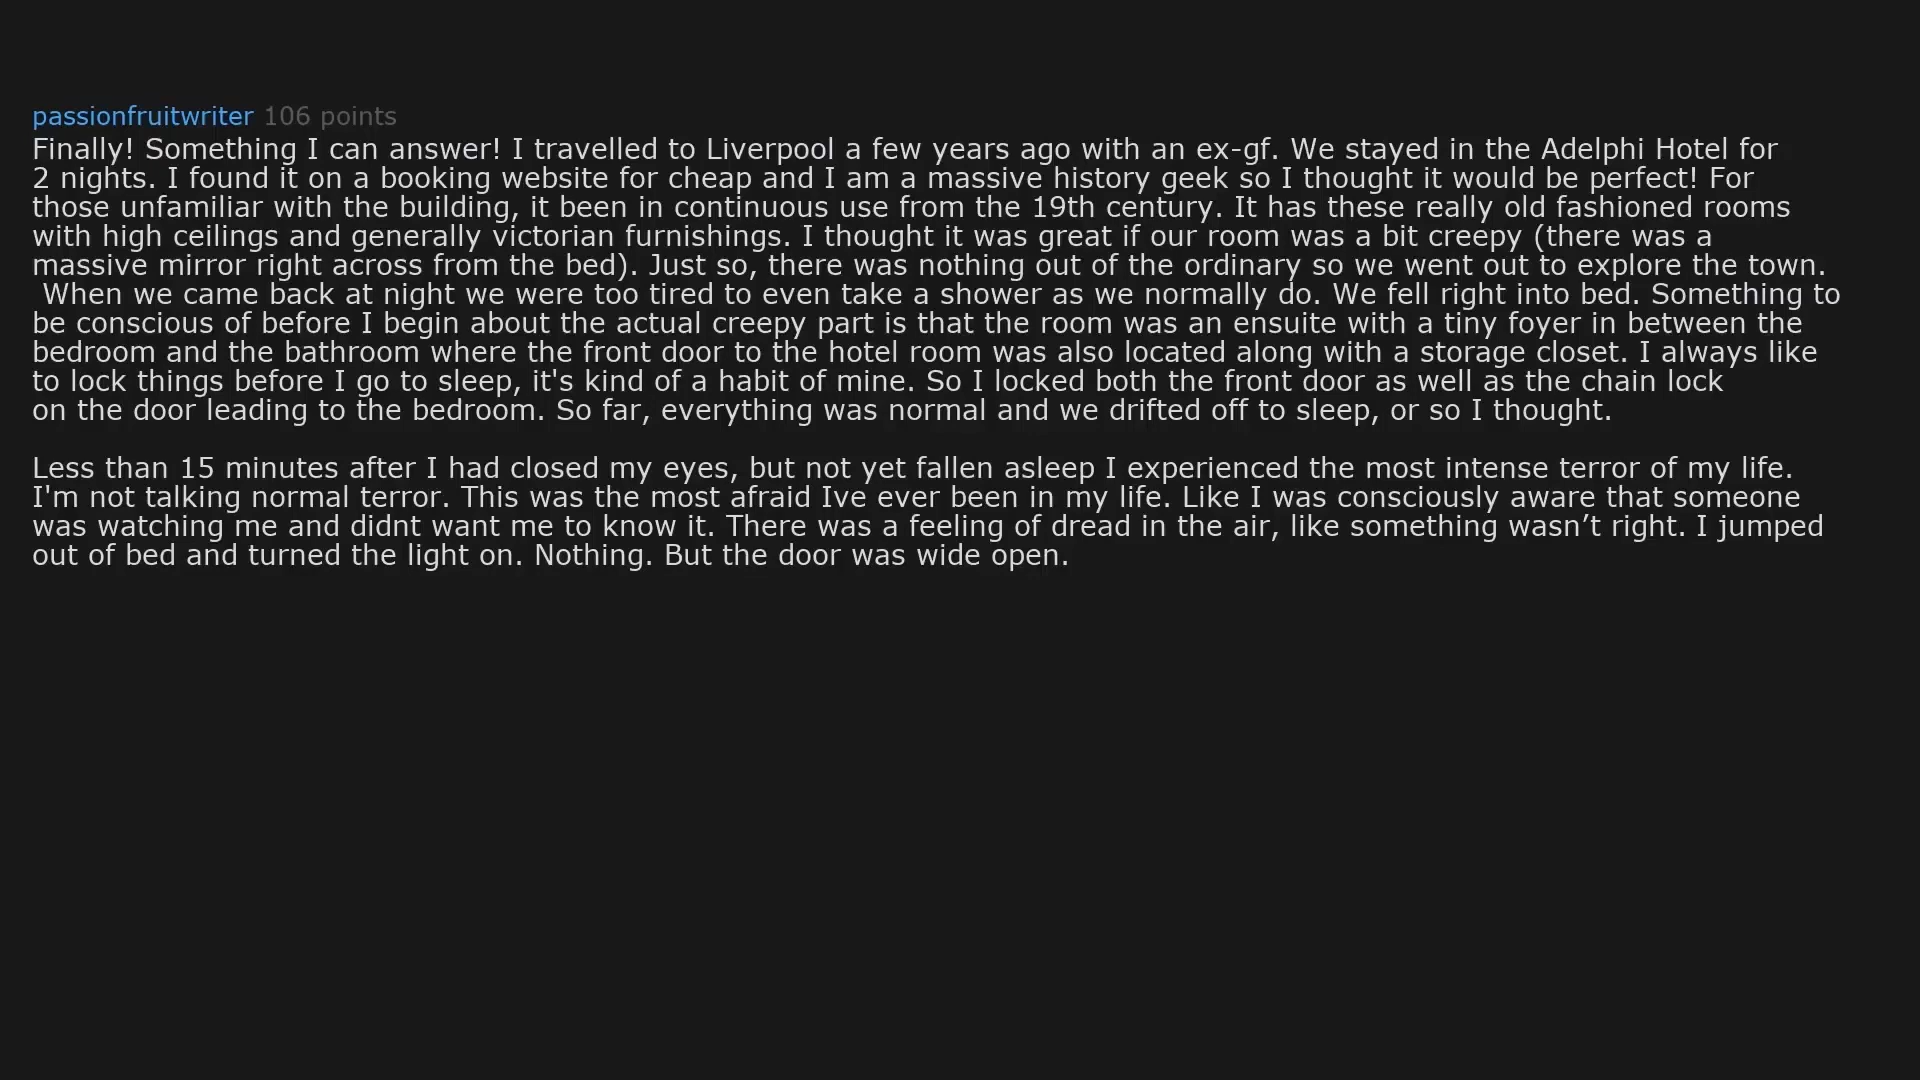 passionfruitwriter 106 points
Finally! Something I can answer! I travelled to Liverpool a few years ago with an ex-gf. We stayed in the Adelphi Hotel for
2 nights. I found it on a booking website for cheap and I am a massive history geek so I thought it would be perfect! For
those unfamiliar with the building, it been in continuous use from the 19th century. It has these really old fashioned rooms
with high ceilings and generally victorian furnishings. I thought it was great if our room was a bit creepy (there was a
massive mirror right across from the bed). Just so, there was nothing out of the ordinary so we went out to explore the town.
When we came back at night we were too tired to even take a shower as we normally do. We fell right into bed. Something to
be conscious of before I begin about the actual creepy part is that the room was an ensuite with a tiny foyer in between the
bedroom and the bathroom where the front door to the hotel room was also located along with a storage closet. I always like
to lock things before I go to sleep, it's kind of a habit of mine. So I locked both the front door as well as the chain lock
on the door leading to the bedroom. So far, everything was normal and we drifted off to sleep, or so I thought.
Less than 15 minutes after I had closed my eyes, but not yet fallen asleep I experienced the most intense terror of my life.
I'm not talking normal terror. This was the most afraid Ive ever been in my life. Like I was consciously aware that someone
was watching me and didnt want me to know it. There was a feeling of dread in the air, like something wasn’t right. I jumped
out of bed and turned the light on. Nothing. But the door was wide open.